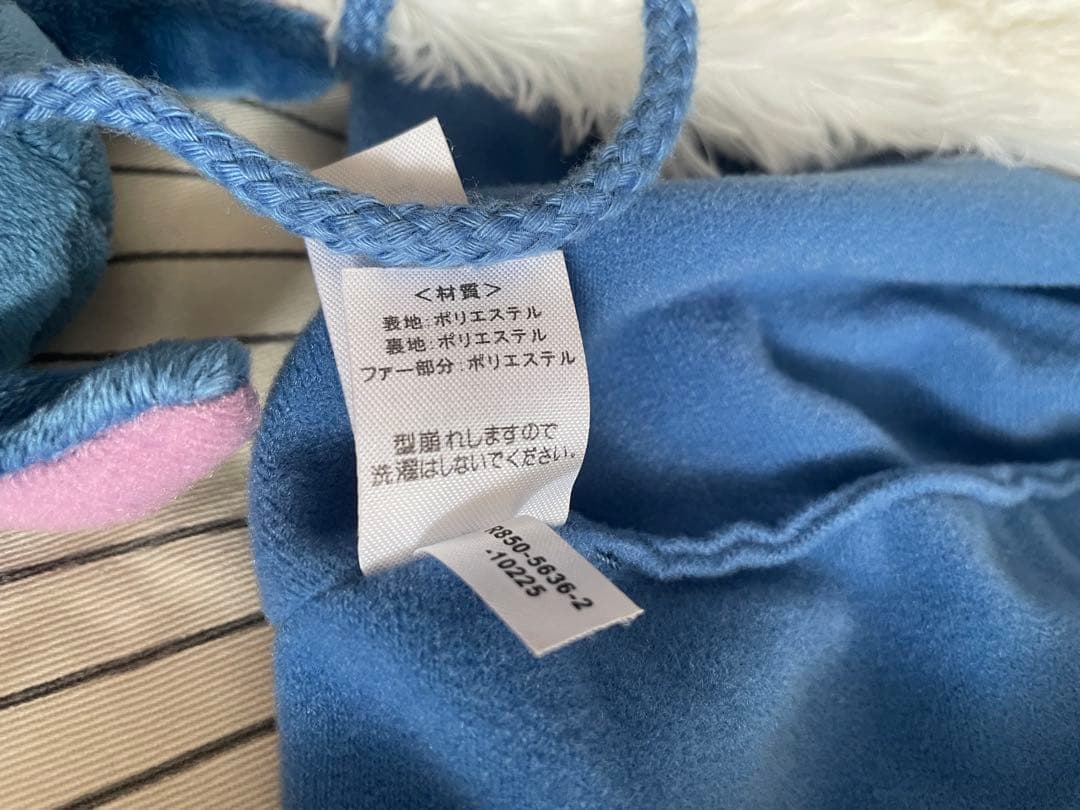 ＜材質＞
表地:ポリエステル
裏地:ポリエステル
ファー部分:ポリエステル
型崩れしますので
洗濯はしないでください。
R850-5636-2
-10225